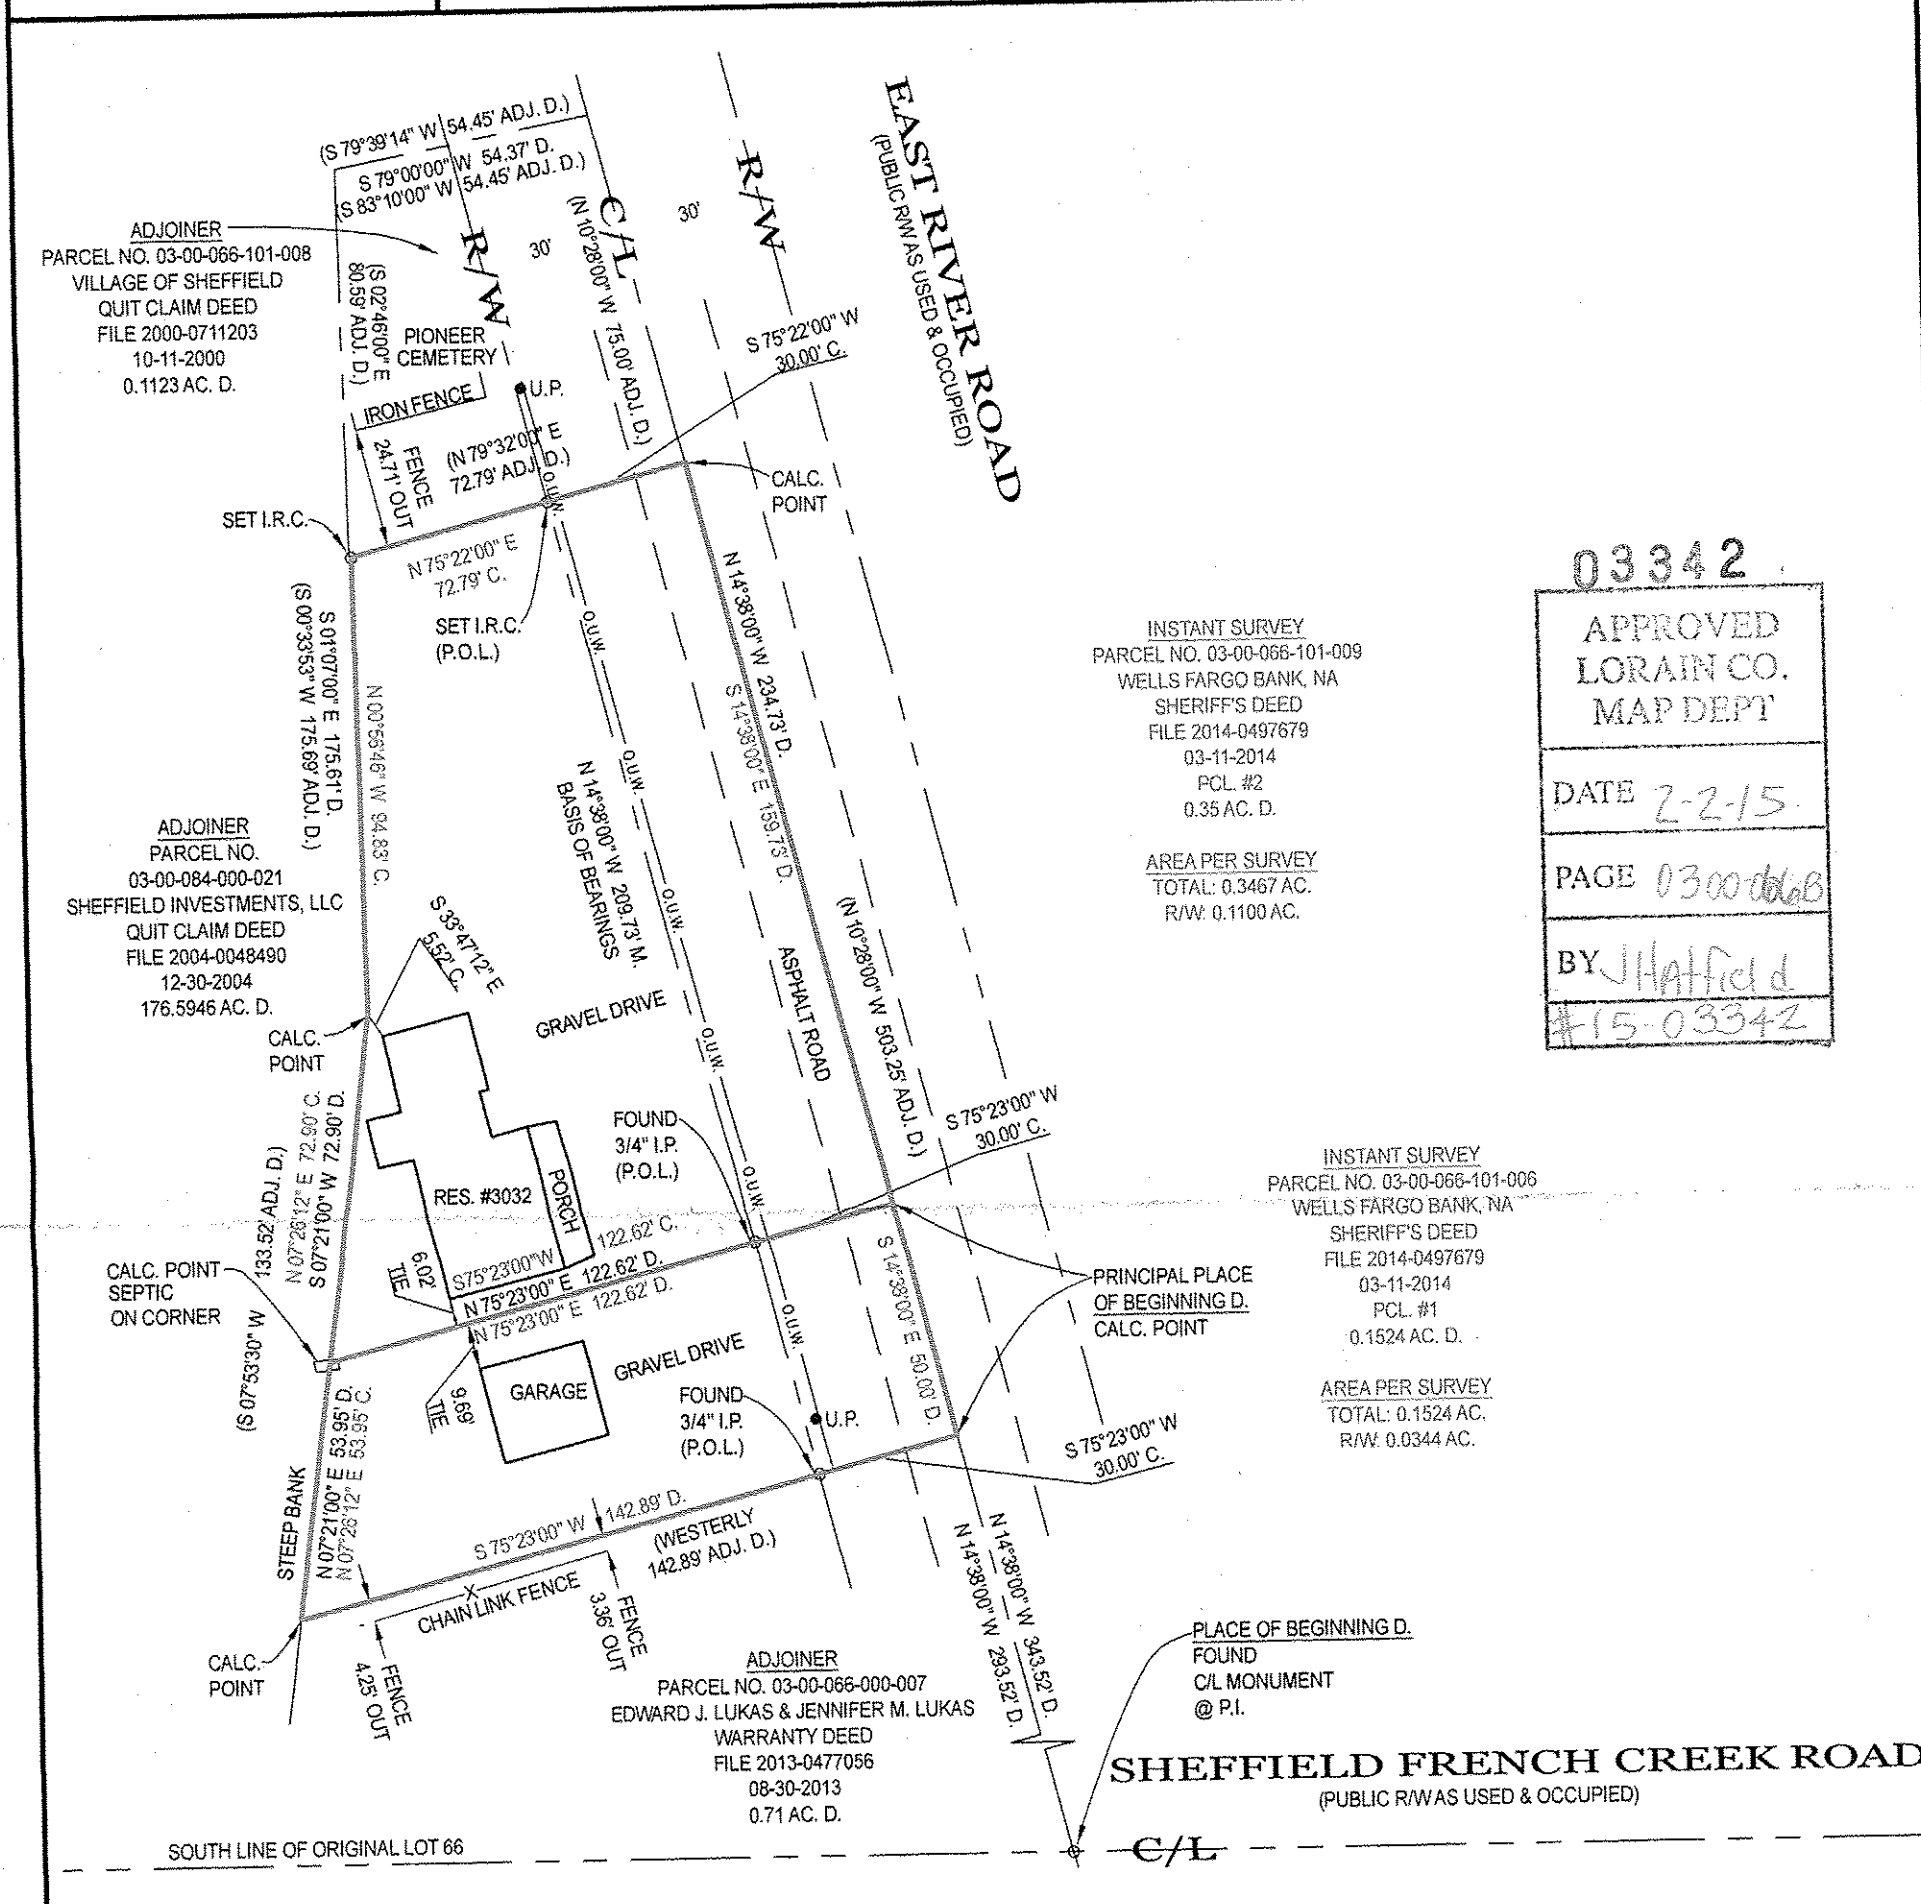 (S 79°39'14" W 54.45' ADJ. D.)
S 79°00'00" W 54.37' D.
(S 83°10'00" W 54.45' ADJ. D.)
R/W
30'
C/L
(N 10°28'00" W 75.00' ADJ. D.)
30'
R/W
EAST RIVER ROAD
(PUBLIC R/W AS USED & OCCUPIED)
ADJOINER
PARCEL NO. 03-00-066-101-008
VILLAGE OF SHEFFIELD
QUIT CLAIM DEED
FILE 2000-0711203
10-11-2000
0.1123 AC. D.
(S 02°46'00" E
80.59' ADJ. D.)
PIONEER
CEMETERY
IRON FENCE
U.P.
S 75°22'00" W
30.00' C.
FENCE
24.71' OUT
(N 79°32'00" E
72.79' ADJ. D.)
O.U.W.
CALC.
POINT
SET I.R.C.
N 75°22'00" E
72.79' C.
SET I.R.C.
(P.O.L.)
O.U.W.
N 14°38'00" W 234.73' D.
S 14°38'00" E 159.73' D.
S 01°07'00" E 175.61' D.
(S 00°33'53" W 175.69' ADJ. D.)
N 00°56'46" W 94.83' C.
O.U.W.
N 14°38'00" W 209.73' M.
BASIS OF BEARINGS
O.U.W.
INSTANT SURVEY
PARCEL NO. 03-00-066-101-009
WELLS FARGO BANK, NA
SHERIFF'S DEED
FILE 2014-0497679
03-11-2014
PCL. #2
0.35 AC. D.
AREA PER SURVEY
TOTAL: 0.3467 AC.
R/W: 0.1100 AC.
03342
APPROVED
LORAIN CO.
MAP DEPT
DATE 2-2-15
PAGE 0300066B
BY JHatfield
#15-03342
ADJOINER
PARCEL NO.
03-00-084-000-021
SHEFFIELD INVESTMENTS, LLC
QUIT CLAIM DEED
FILE 2004-0048490
12-30-2004
176.5946 AC. D.
S 33°47'12" E
5.52' C.
GRAVEL DRIVE
O.U.W.
ASPHALT ROAD
(N 10°28'00" W 503.25' ADJ. D.)
CALC.
POINT
FOUND
3/4" I.P.
(P.O.L.)
S 75°23'00" W
30.00' C.
133.52' ADJ. D.)
N 07°26'12" E 72.90' C.
S 07°21'00" W 72.90' D.
RES. #3032
PORCH
O.U.W.
INSTANT SURVEY
PARCEL NO. 03-00-066-101-006
WELLS FARGO BANK, NA
SHERIFF'S DEED
FILE 2014-0497679
03-11-2014
PCL. #1
0.1524 AC. D.
AREA PER SURVEY
TOTAL: 0.1524 AC.
R/W: 0.0344 AC.
6.02'
TIE
S75°23'00"W 122.62' C.
N 75°23'00" E 122.62' D.
N 75°23'00" E 122.62' D.
CALC. POINT
SEPTIC
ON CORNER
(S 07°53'30" W
O.U.W.
S 14°38'00" E 50.00' D.
PRINCIPAL PLACE
OF BEGINNING D.
CALC. POINT
GRAVEL DRIVE
GARAGE
9.69'
TIE
FOUND
3/4" I.P.
(P.O.L.)
U.P.
S 75°23'00" W
30.00' C.
STEEP BANK
N 07°21'00" E 53.95' D.
N 07°26'12" E 53.95' C.
S 75°23'00" W 142.89' D.
(WESTERLY
142.89' ADJ. D.)
X
CHAIN LINK FENCE
FENCE
3.36' OUT
FENCE
4.25' OUT
CALC.
POINT
N 14°38'00" W 343.52' D.
N 14°38'00" W 293.52' D.
ADJOINER
PARCEL NO. 03-00-066-000-007
EDWARD J. LUKAS & JENNIFER M. LUKAS
WARRANTY DEED
FILE 2013-0477056
08-30-2013
0.71 AC. D.
PLACE OF BEGINNING D.
FOUND
C/L MONUMENT
@ P.I.
SHEFFIELD FRENCH CREEK ROAD
(PUBLIC R/W AS USED & OCCUPIED)
SOUTH LINE OF ORIGINAL LOT 66
C/L